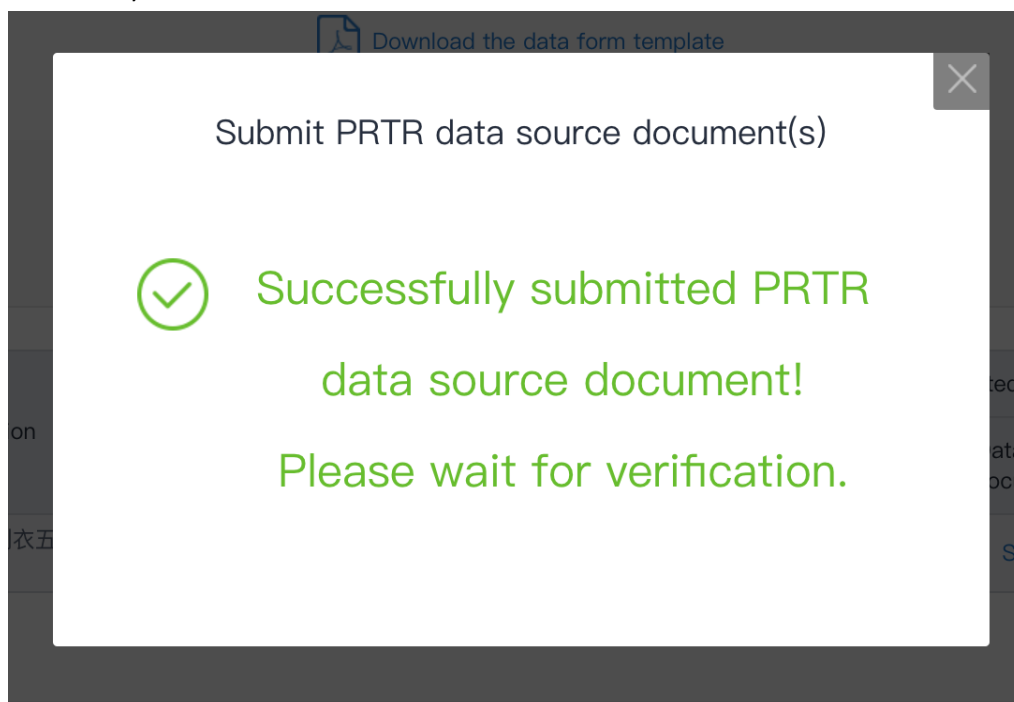 Download the data form template
Submit PRTR data source document(s)
Successfully submitted PRTR
data source document!
Please wait for verification.